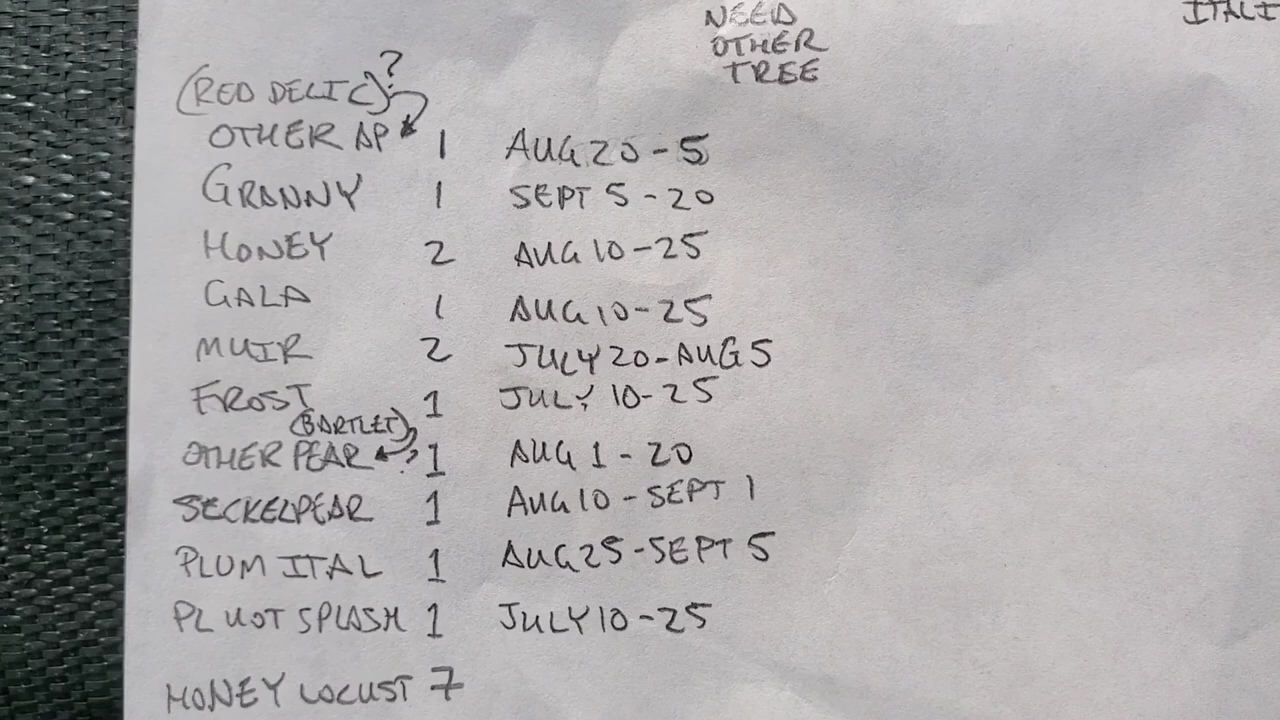 NEED
OTHER
TREE
ITALI
(RED DELIC)?
OTHER AP 1 AUG 20-5
GRANNY 1 SEPT 5-20
HONEY 2 AUG 10-25
GALA 1 AUG 10-25
MUIR 2 JULY 20-AUG 5
FROST 1 JULY 10-25
(BARTLET)?
OTHER PEAR 1 AUG 1-20
SECKELPEAR 1 AUG 10-SEPT 1
PLUM ITAL 1 AUG 25-SEPT 5
PLUOT SPLASH 1 JULY 10-25
HONEY LOCUST 7